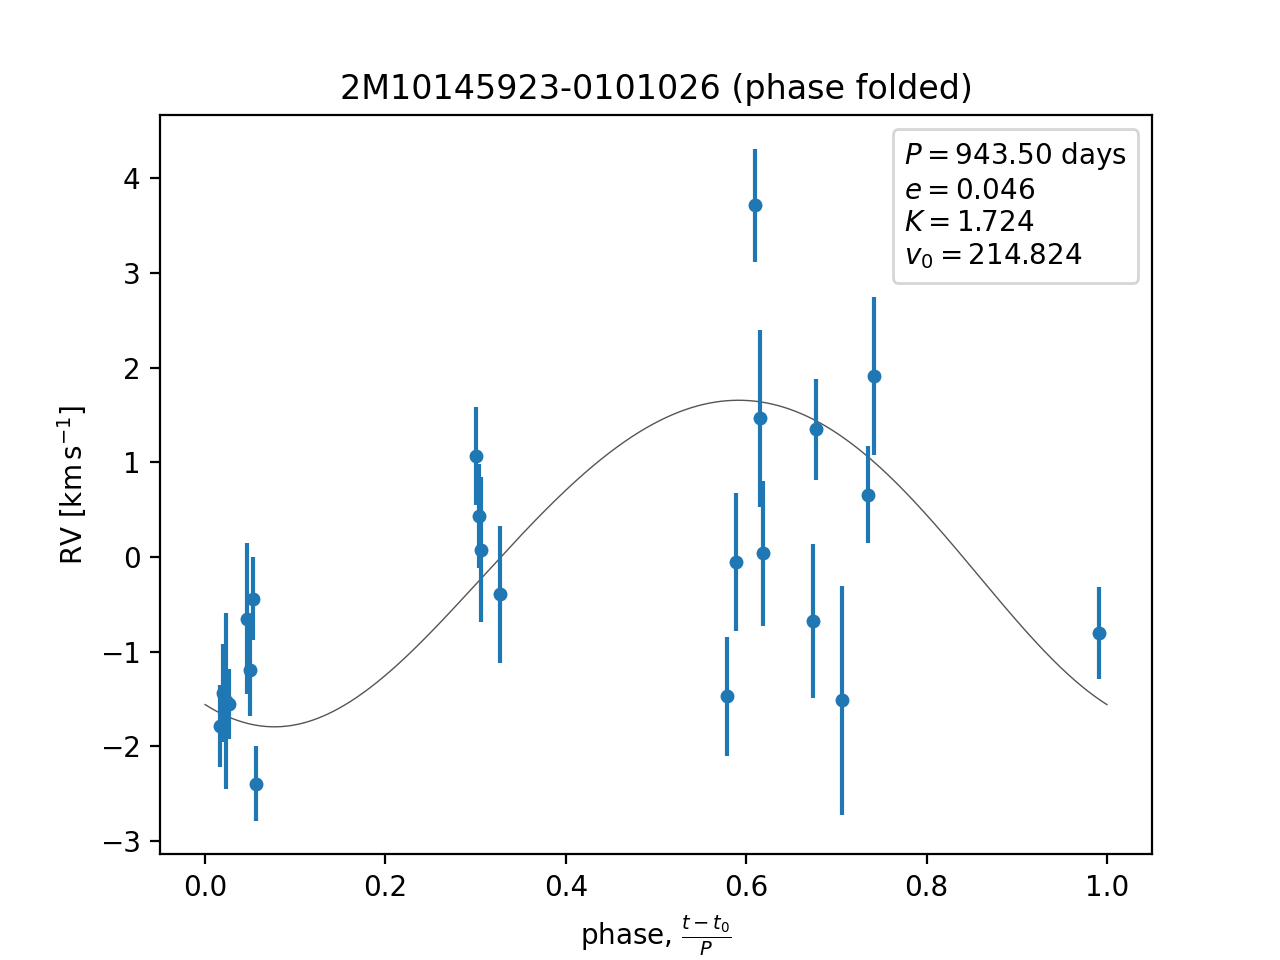 2M10145923-0101026 (phase folded)
P = 943.50 days
e = 0.046
K = 1.724
v₀ = 214.824
4
3
2
1
0
−1
−2
−3
RV [km s⁻¹]
0.0 0.2 0.4 0.6 0.8 1.0
phase, (t − t₀)/P